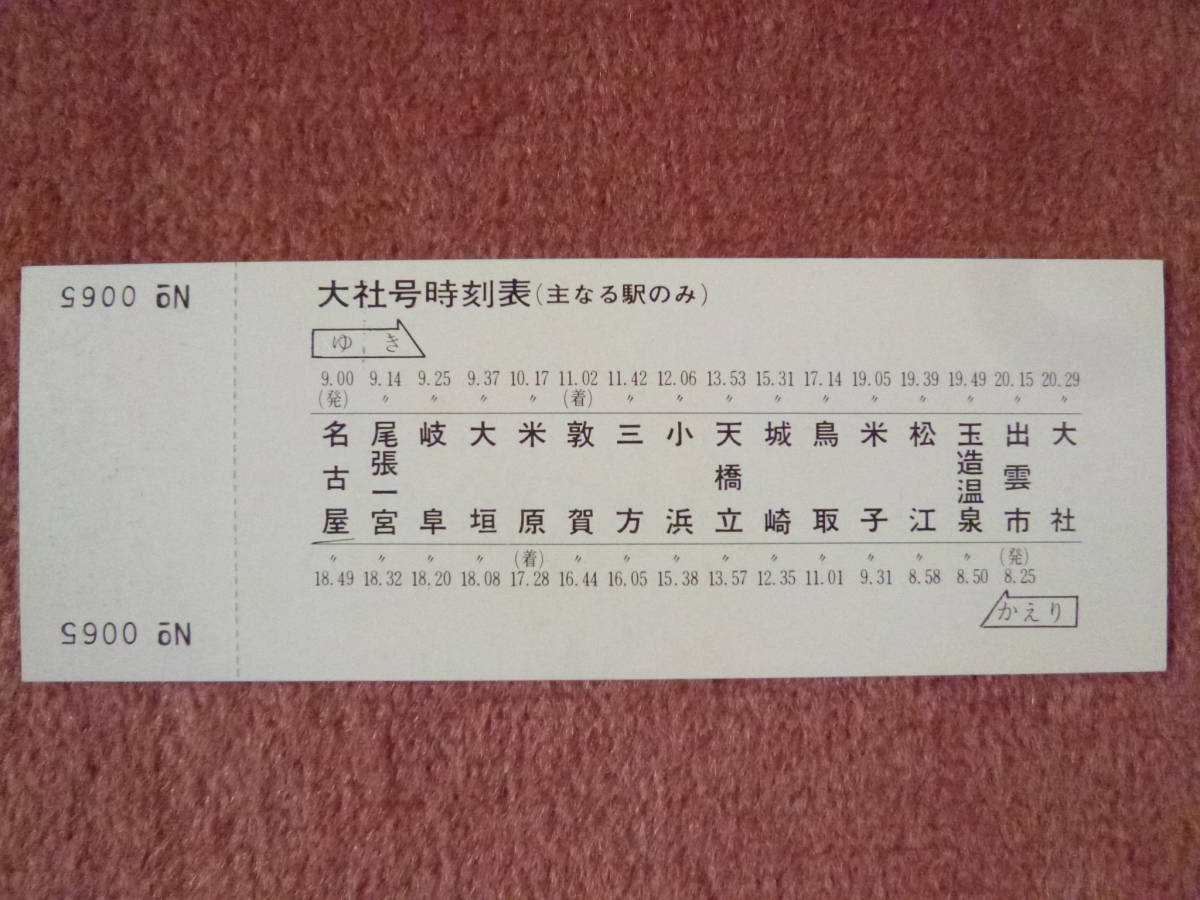 No 0065
大社号時刻表(主なる駅のみ)
ゆき
9.00 9.14 9.25 9.37 10.17 11.02 11.42 12.06 13.53 15.31 17.14 19.05 19.39 19.49 20.15 20.29
(発) 〃 〃 〃 〃 (着) 〃 〃 〃 〃 〃 〃 〃 〃 〃 〃
名古屋 尾張一宮 岐阜 大垣 米原 敦賀 三方 小浜 天橋立 城崎 鳥取 米子 松江 玉造温泉 出雲市 大社
〃 〃 〃 〃 (着) 〃 〃 〃 〃 〃 〃 〃 〃 〃 (発)
18.49 18.32 18.20 18.08 17.28 16.44 16.05 15.38 13.57 12.35 11.01 9.31 8.58 8.50 8.25
かえり
No 0065